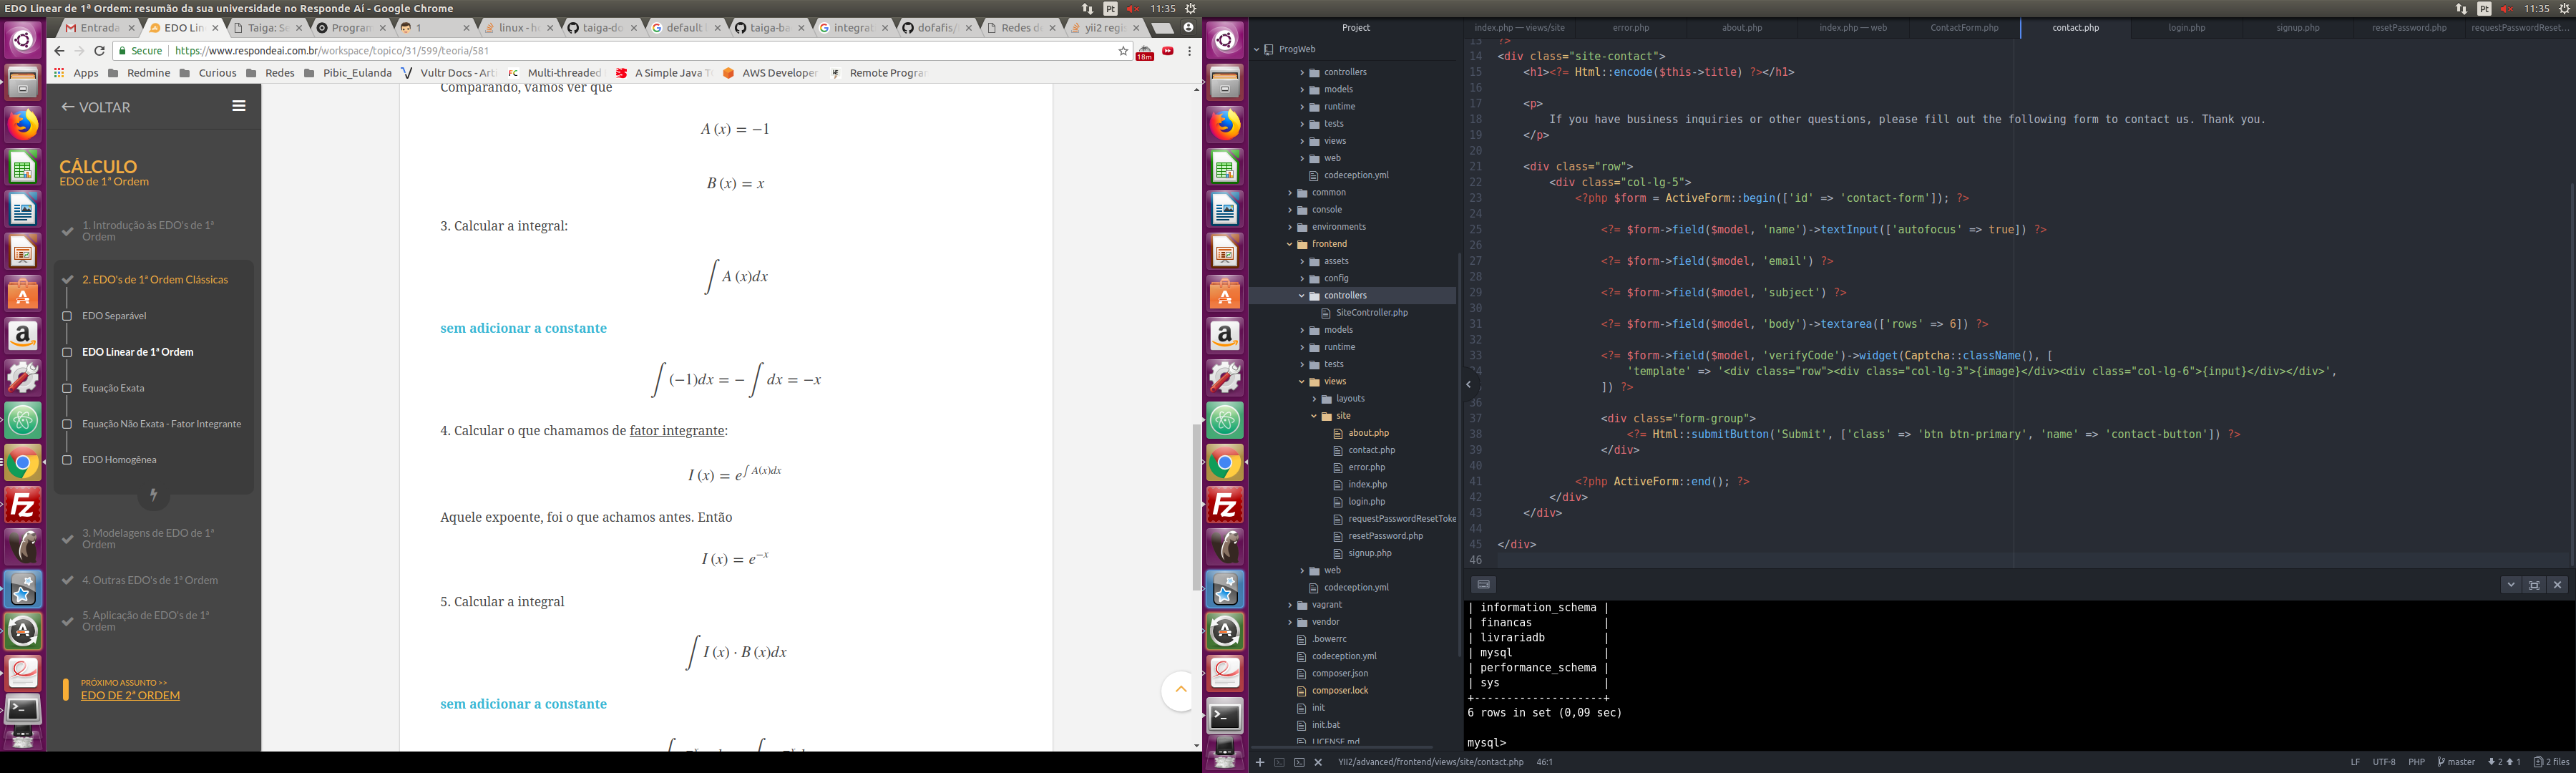 EDO Linear de 1ª Ordem: resumão da sua universidade no Responde Ai - Google Chrome
Pt 11:35
Entrada
EDO Lin
Taiga: Se
Program
1
linux - h
taiga-do
default
taiga-ba
integrat
dofafis/
Redes de
yii2 regi
Secure https://www.respondeai.com.br/workspace/topico/31/599/teoria/581
18m
Apps Redmine Curious Redes Pibic_Eulanda Vultr Docs - Arti Multi-threaded A Simple Java T AWS Developer Remote Program
← VOLTAR
CÁLCULO
EDO de 1ª Ordem
1. Introdução às EDO's de 1ª
Ordem
2. EDO's de 1ª Ordem Clássicas
EDO Separável
EDO Linear de 1ª Ordem
Equação Exata
Equação Não Exata - Fator Integrante
EDO Homogênea
3. Modelagens de EDO de 1ª
Ordem
4. Outras EDO's de 1ª Ordem
5. Aplicação de EDO's de 1ª
Ordem
PRÓXIMO ASSUNTO >>
EDO DE 2ª ORDEM
Comparando, vamos ver que
A (x) = −1
B (x) = x
3. Calcular a integral:
∫ A (x)dx
sem adicionar a constante
∫ (−1)dx = − ∫ dx = −x
4. Calcular o que chamamos de fator integrante:
I (x) = e^∫ A(x)dx
Aquele expoente, foi o que achamos antes. Então
I (x) = e^−x
5. Calcular a integral
∫ I (x) · B (x)dx
sem adicionar a constante
Pt 11:35
Project
ProgWeb
controllers
models
runtime
tests
views
web
codeception.yml
common
console
environments
frontend
assets
config
controllers
SiteController.php
models
runtime
tests
views
layouts
site
about.php
contact.php
error.php
index.php
login.php
requestPasswordResetToke
resetPassword.php
signup.php
web
codeception.yml
vagrant
vendor
.bowerrc
codeception.yml
composer.json
composer.lock
init
init.bat
LICENSE.md
index.php — views/site
error.php
about.php
index.php — web
ContactForm.php
contact.php
login.php
signup.php
resetPassword.php
requestPasswordReset...
13 ?>
14 <div class="site-contact">
15 <h1><?= Html::encode($this->title) ?></h1>
16
17 <p>
18 If you have business inquiries or other questions, please fill out the following form to contact us. Thank you.
19 </p>
20
21 <div class="row">
22 <div class="col-lg-5">
23 <?php $form = ActiveForm::begin(['id' => 'contact-form']); ?>
24
25 <?= $form->field($model, 'name')->textInput(['autofocus' => true]) ?>
26
27 <?= $form->field($model, 'email') ?>
28
29 <?= $form->field($model, 'subject') ?>
30
31 <?= $form->field($model, 'body')->textarea(['rows' => 6]) ?>
32
33 <?= $form->field($model, 'verifyCode')->widget(Captcha::className(), [
'template' => '<div class="row"><div class="col-lg-3">{image}</div><div class="col-lg-6">{input}</div></div>',
]) ?>
36
37 <div class="form-group">
38 <?= Html::submitButton('Submit', ['class' => 'btn btn-primary', 'name' => 'contact-button']) ?>
39 </div>
40
41 <?php ActiveForm::end(); ?>
42 </div>
43 </div>
44
45 </div>
46
| information_schema |
| financas |
| livrariadb |
| mysql |
| performance_schema |
| sys |
+--------------------+
6 rows in set (0,09 sec)
mysql>
YII2/advanced/frontend/views/site/contact.php 46:1
LF UTF-8 PHP master 2 1 2 files